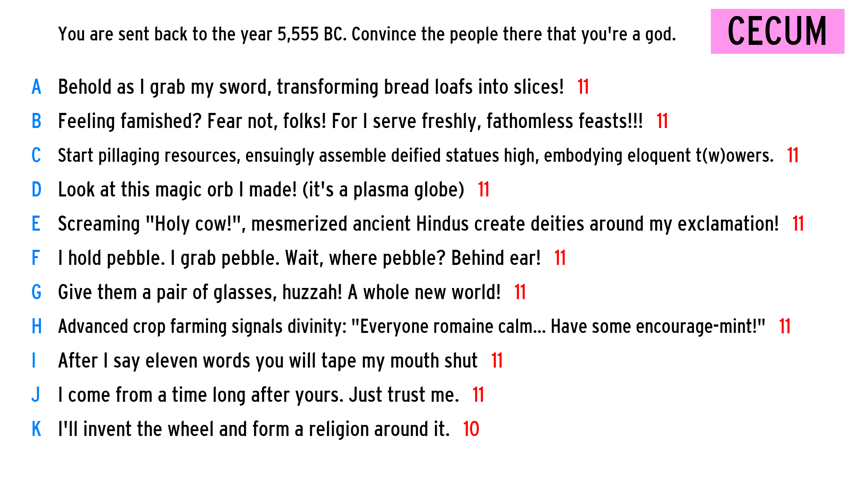 You are sent back to the year 5,555 BC. Convince the people there that you're a god.
CECUM
A Behold as I grab my sword, transforming bread loafs into slices! 11
B Feeling famished? Fear not, folks! For I serve freshly, fathomless feasts!!! 11
C Start pillaging resources, ensuingly assemble deified statues high, embodying eloquent t(w)owers. 11
D Look at this magic orb I made! (it's a plasma globe) 11
E Screaming "Holy cow!", mesmerized ancient Hindus create deities around my exclamation! 11
F I hold pebble. I grab pebble. Wait, where pebble? Behind ear! 11
G Give them a pair of glasses, huzzah! A whole new world! 11
H Advanced crop farming signals divinity: "Everyone romaine calm... Have some encourage-mint!" 11
I After I say eleven words you will tape my mouth shut 11
J I come from a time long after yours. Just trust me. 11
K I'll invent the wheel and form a religion around it. 10